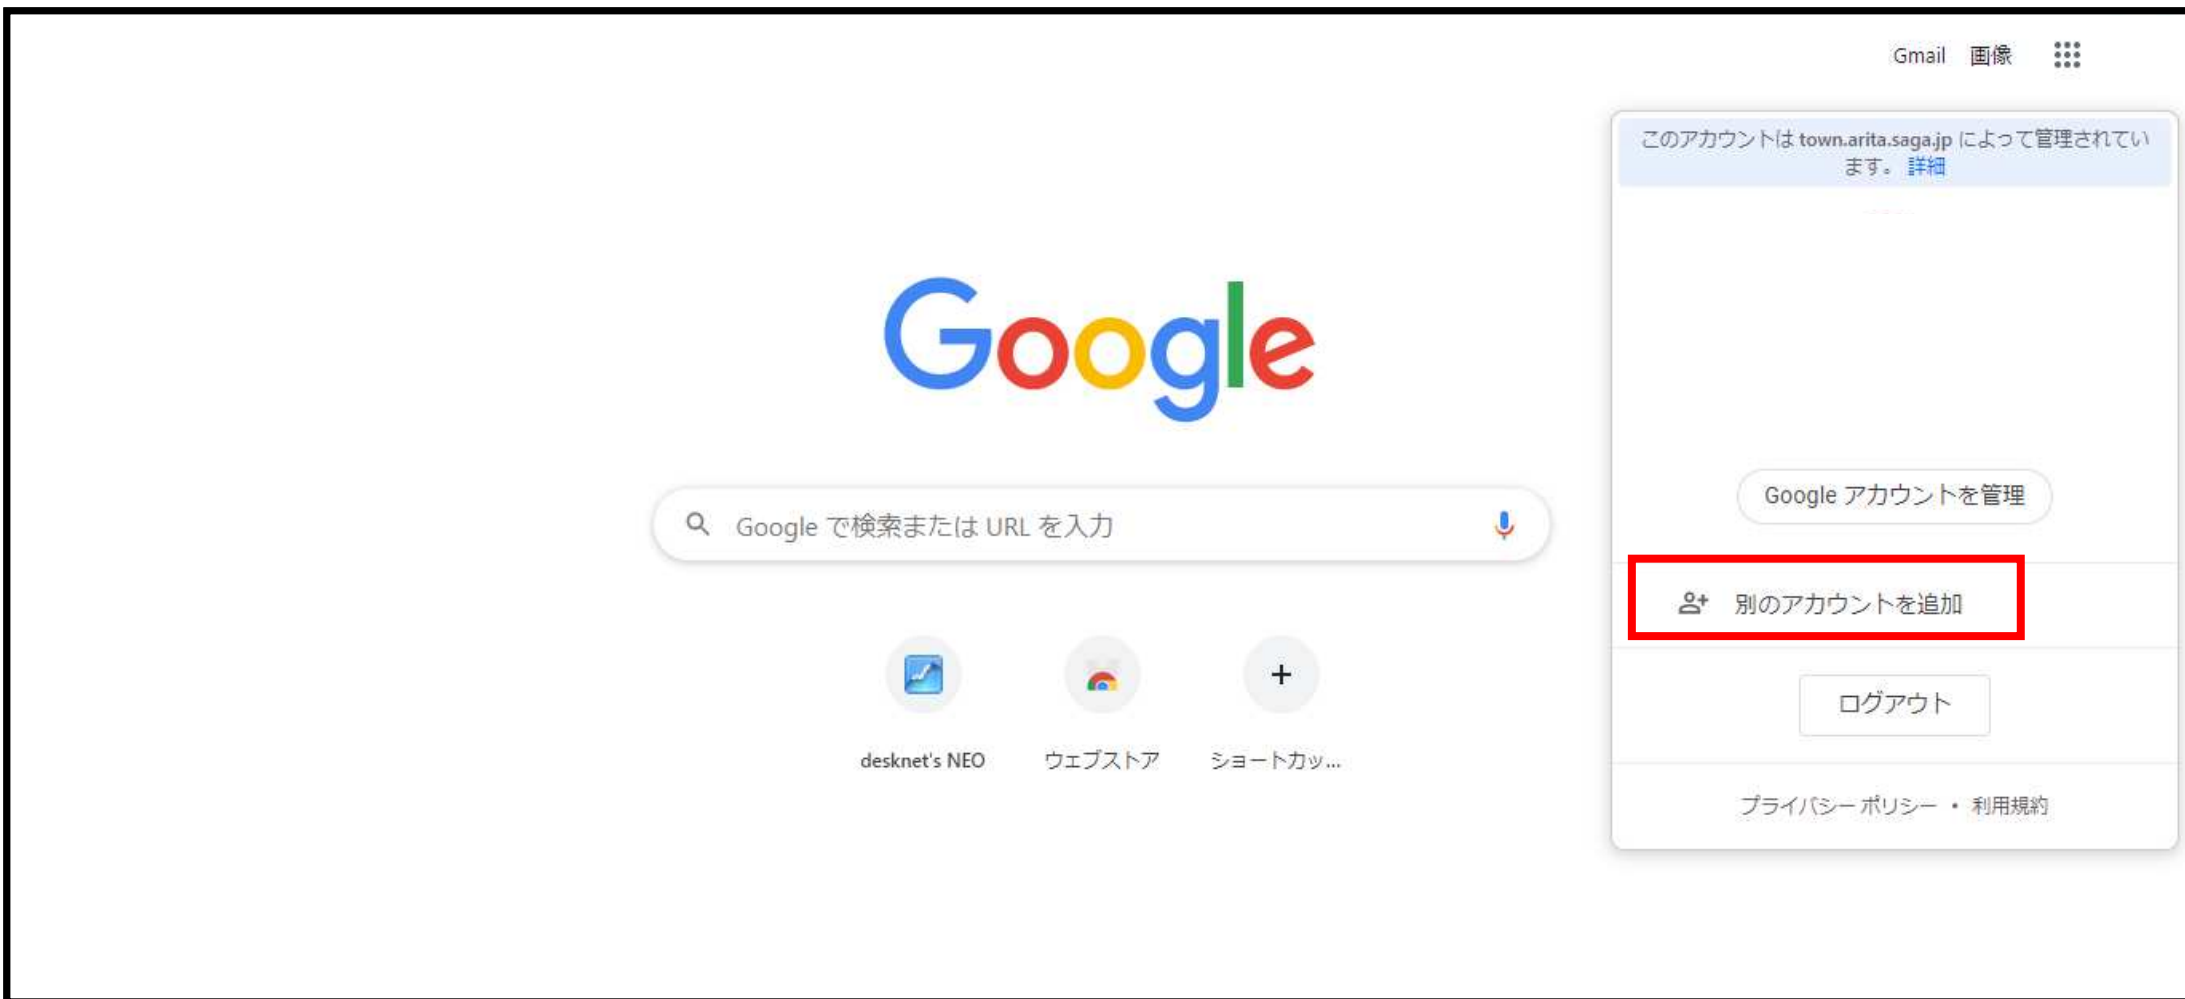 Gmail 画像
このアカウントは town.arita.saga.jp によって管理されてい
ます。 詳細
Google
Google で検索または URL を入力
Google アカウントを管理
別のアカウントを追加
desknet's NEO ウェブストア ショートカッ...
ログアウト
プライバシー ポリシー ・ 利用規約